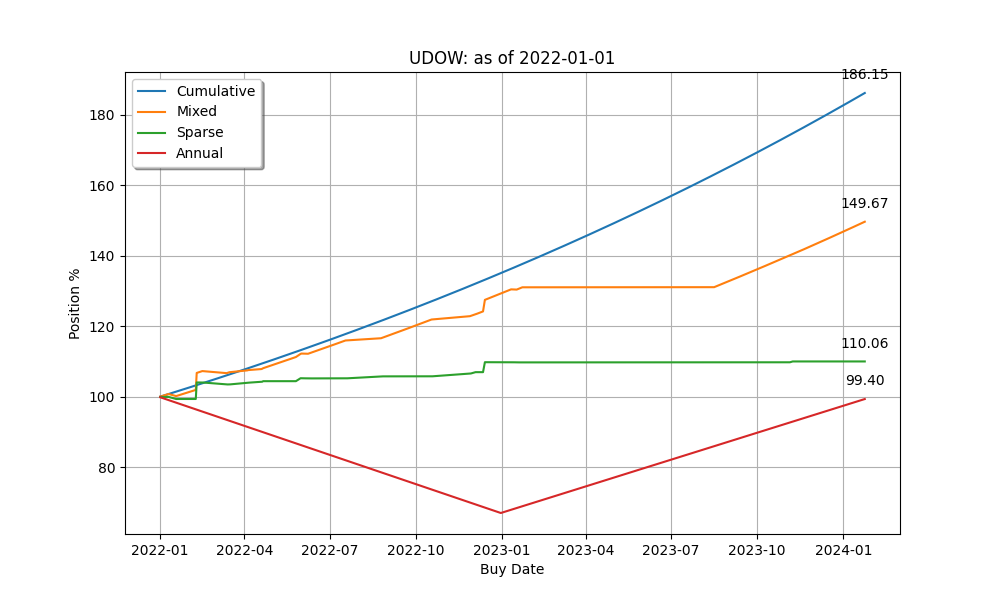 UDOW: as of 2022-01-01
Cumulative
Mixed
Sparse
Annual
186.15
149.67
110.06
99.40
Position %
180
160
140
120
100
80
2022-01 2022-04 2022-07 2022-10 2023-01 2023-04 2023-07 2023-10 2024-01
Buy Date